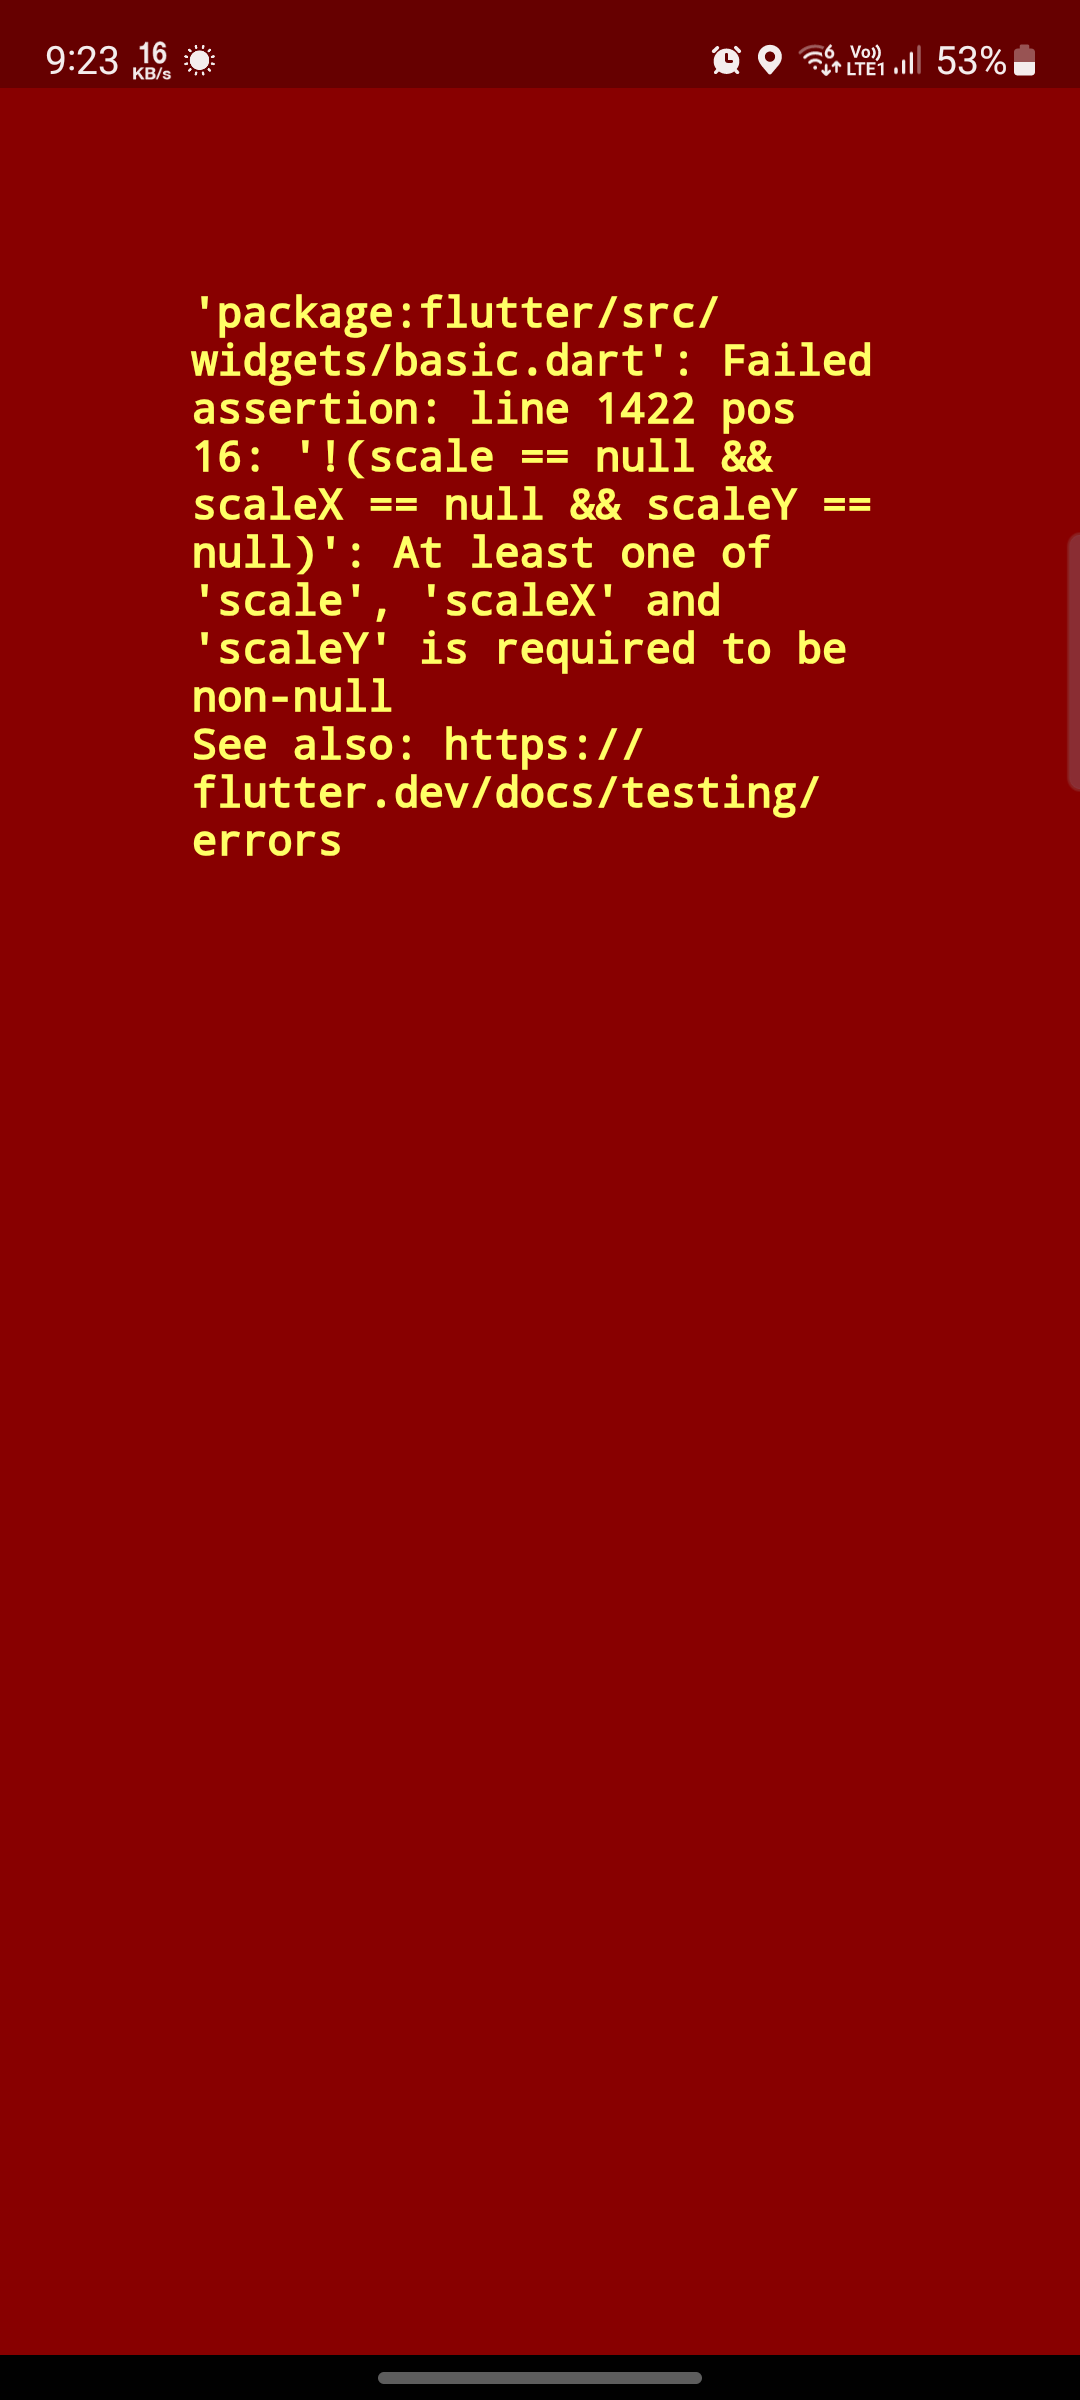 9:23 16 KB/s 6 Vo)) LTE1 53%
'package:flutter/src/
widgets/basic.dart': Failed
assertion: line 1422 pos
16: '!(scale == null &&
scaleX == null && scaleY ==
null)': At least one of
'scale', 'scaleX' and
'scaleY' is required to be
non-null
See also: https://
flutter.dev/docs/testing/
errors